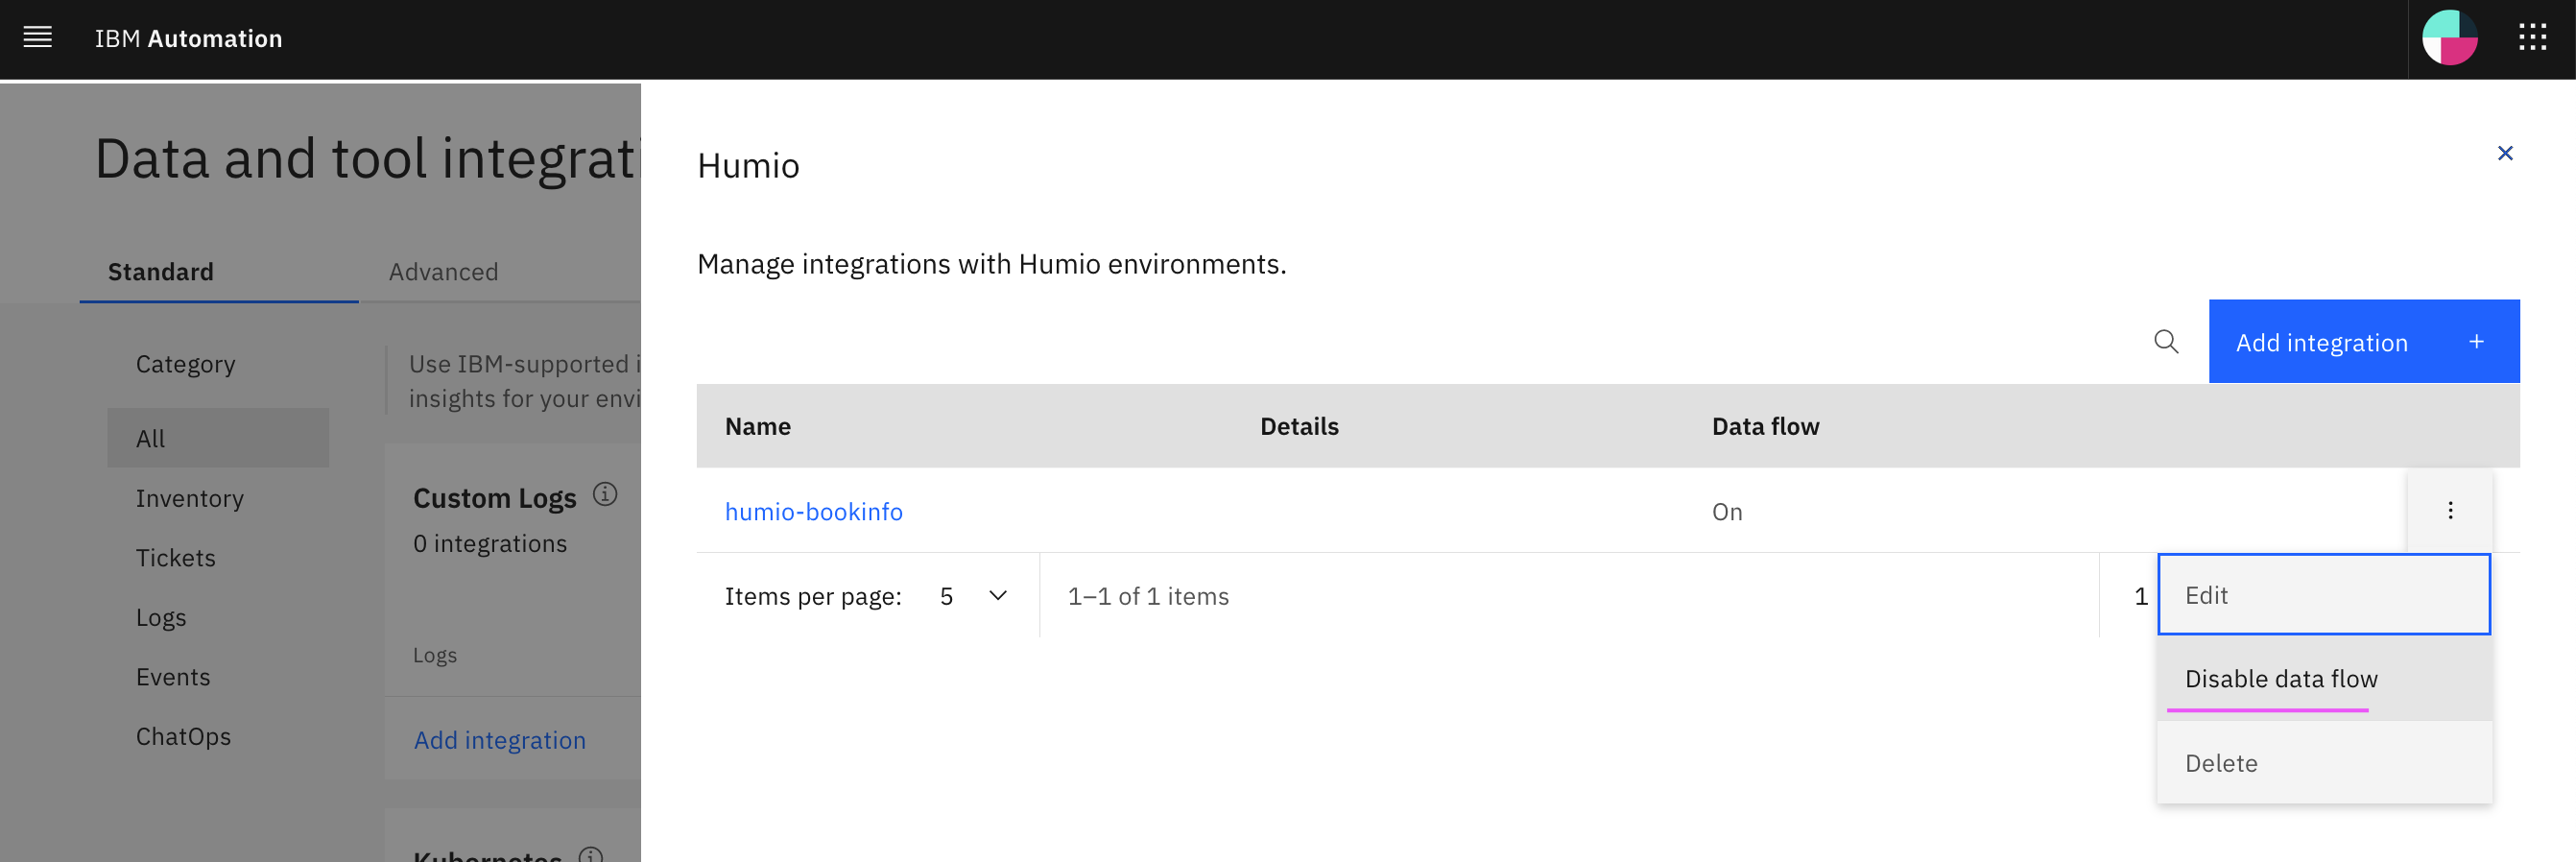 IBM Automation
Data and tool integrati
Standard
Advanced
Category
All
Inventory
Tickets
Logs
Events
ChatOps
Use IBM-supported i
insights for your envi
Custom Logs
0 integrations
Logs
Add integration
Kubernetes
Humio
Manage integrations with Humio environments.
Add integration +
Name Details Data flow
humio-bookinfo On
Items per page: 5 1–1 of 1 items 1
Edit
Disable data flow
Delete